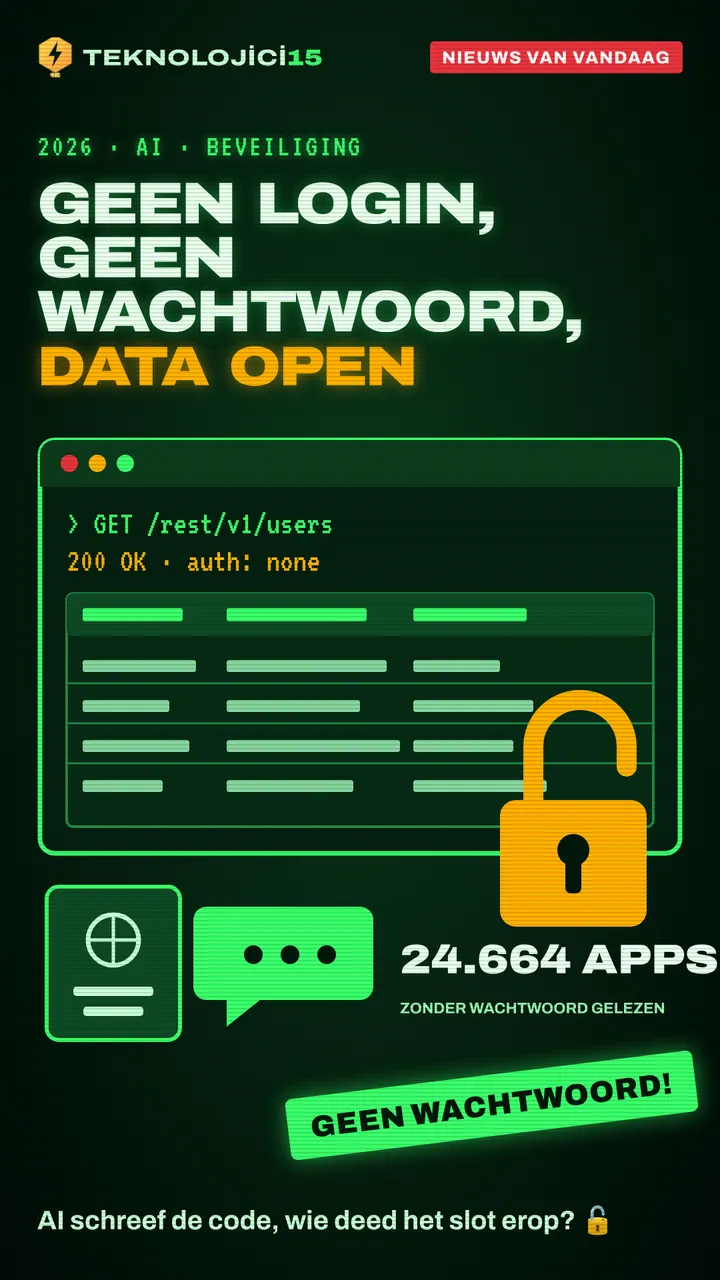 TEKNOLOJİCİ15
NIEUWS VAN VANDAAG
2026 · AI · BEVEILIGING
GEEN LOGIN,
GEEN
WACHTWOORD,
DATA OPEN
› GET /rest/v1/users
200 OK · auth: none
24.664 APPS
ZONDER WACHTWOORD GELEZEN
GEEN WACHTWOORD!
AI schreef de code, wie deed het slot erop? 🔓